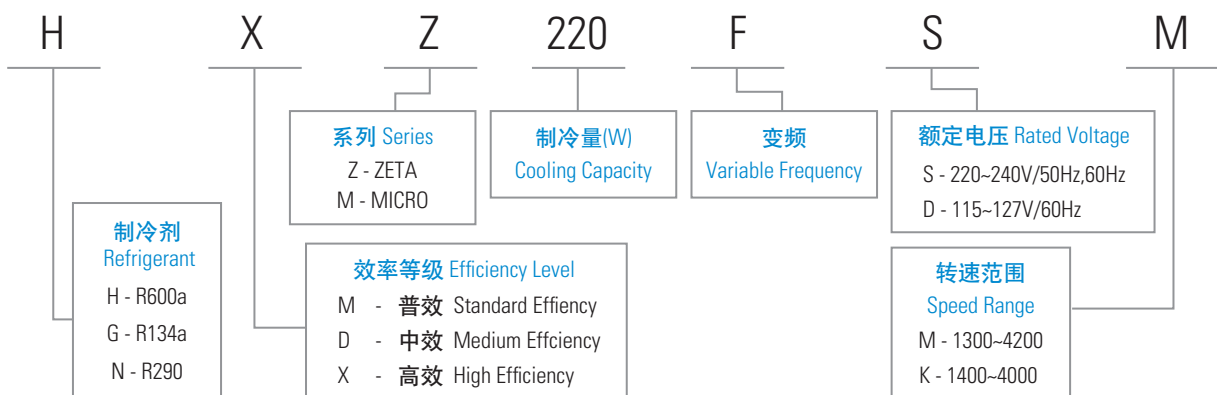 H X Z 220 F S M
系列 Series
Z - ZETA
M - MICRO
制冷量(W)
Cooling Capacity
变频
Variable Frequency
额定电压 Rated Voltage
S - 220~240V/50Hz,60Hz
D - 115~127V/60Hz
制冷剂
Refrigerant
H - R600a
G - R134a
N - R290
效率等级 Efficiency Level
M - 普效 Standard Effiency
D - 中效 Medium Effciency
X - 高效 High Efficiency
转速范围
Speed Range
M - 1300~4200
K - 1400~4000